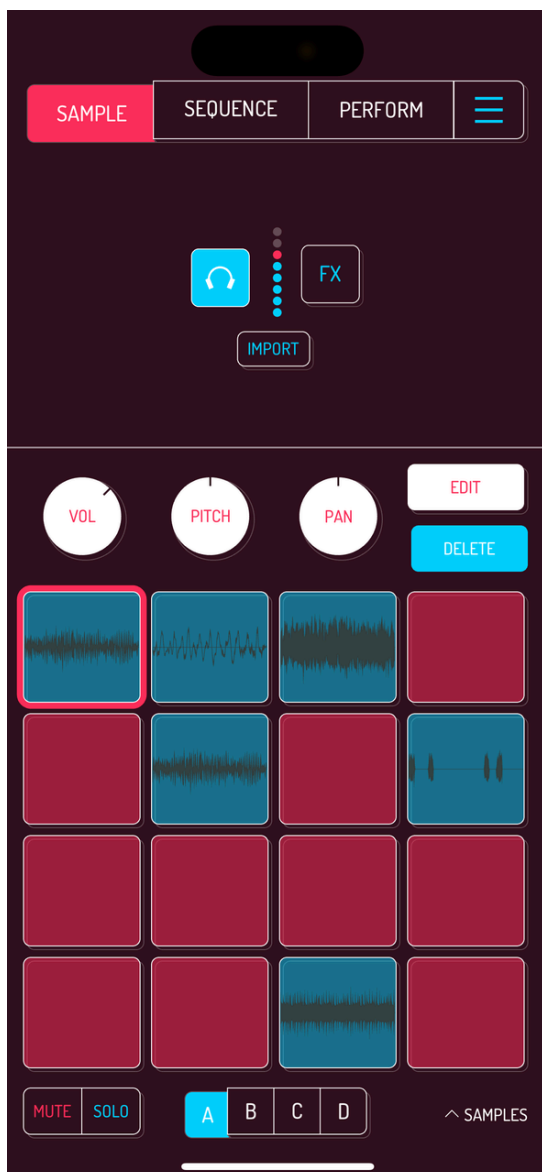 SAMPLE SEQUENCE PERFORM
FX
IMPORT
VOL PITCH PAN EDIT
DELETE
MUTE SOLO A B C D ^ SAMPLES